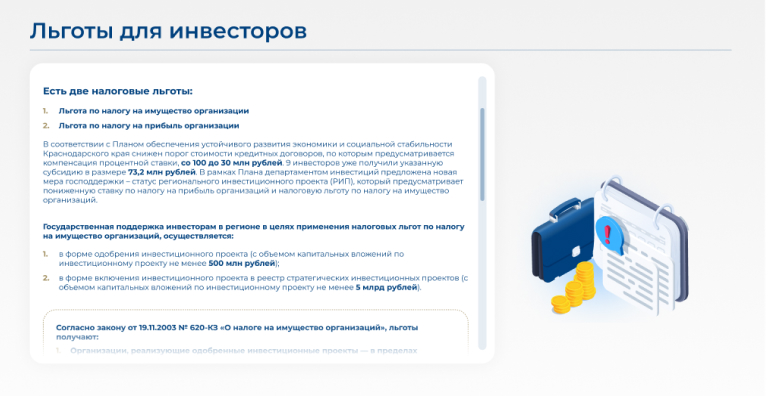 Льготы для инвесторов
Есть две налоговые льготы:
1. Льгота по налогу на имущество организации
2. Льгота по налогу на прибыль организации
В соответствии с Планом обеспечения устойчивого развития экономики и социальной стабильности
Краснодарского края снижен порог стоимости кредитных договоров, по которым предусматривается
компенсация процентной ставки, со 100 до 30 млн рублей. 9 инвесторов уже получили указанную
субсидию в размере 73,2 млн рублей. В рамках Плана департаментом инвестиций предложена новая
мера господдержки – статус регионального инвестиционного проекта (РИП), который предусматривает
пониженную ставку по налогу на прибыль организаций и налоговую льготу по налогу на имущество
организаций.
Государственная поддержка инвесторам в регионе в целях применения налоговых льгот по налогу
на имущество организаций, осуществляется:
1. в форме одобрения инвестиционного проекта (с объемом капитальных вложений по
инвестиционному проекту не менее 500 млн рублей);
2. в форме включения инвестиционного проекта в реестр стратегических инвестиционных проектов (с
объемом капитальных вложений по инвестиционному проекту не менее 5 млрд рублей).
Согласно закону от 19.11.2003 № 620-КЗ «О налоге на имущество организаций», льготы
получают:
1. Организации, реализующие одобренные инвестиционные проекты — в пределах